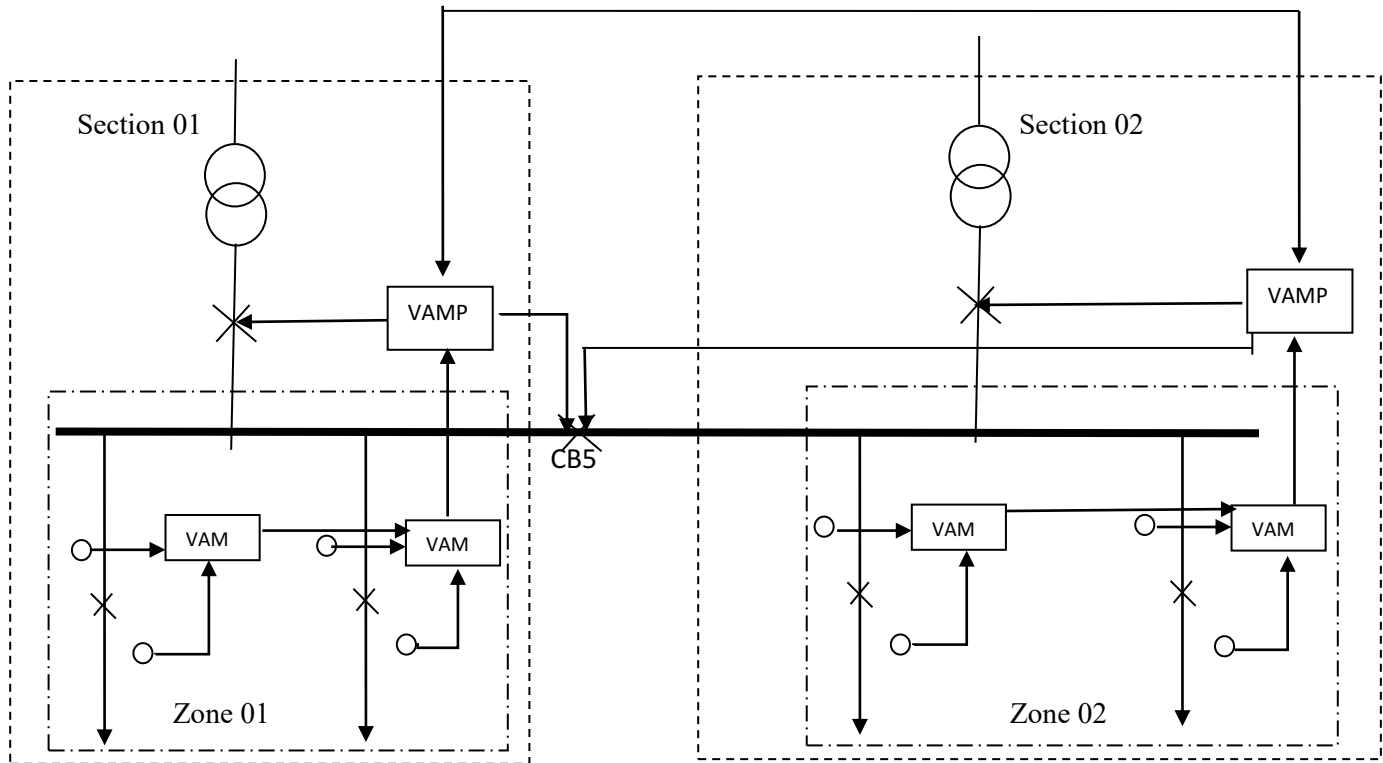 Section 01
Section 02
VAMP
VAMP
CB5
VAM
VAM
VAM
VAM
Zone 01
Zone 02